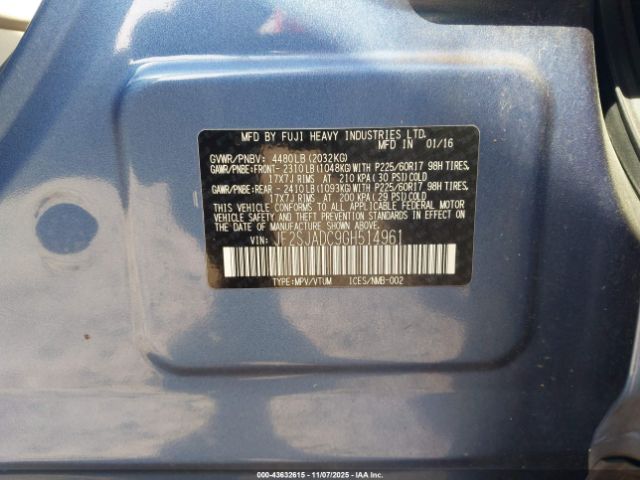 MFD BY FUJI HEAVY INDUSTRIES LTD.
MFD. IN 01/16
GVWR/PNBV: 4480LB (2032KG)
GAWR/PNBE:FRONT- 2310LB (1048KG)WITH P225/60R17 98H TIRES,
17X7J RIMS AT 210 KPA (30 PSI)COLD
GAWR/PNBE:REAR - 2410LB (1093KG)WITH P225/60R17 98H TIRES,
17X7J RIMS AT 200 KPA (29 PSI)COLD
THIS VEHICLE CONFORMS TO ALL APPLICABLE FEDERAL MOTOR
VEHICLE SAFETY AND THEFT PREVENTION STANDARDS
IN EFFECT ON THE DATE OF MANUFACTURE SHOWN ABOVE.
VIN: JF2SJADC9GH514961
TYPE:MPV/VTUM ICES/NMB-002
000-43632615 - 11/07/2025 - IAAI.COM